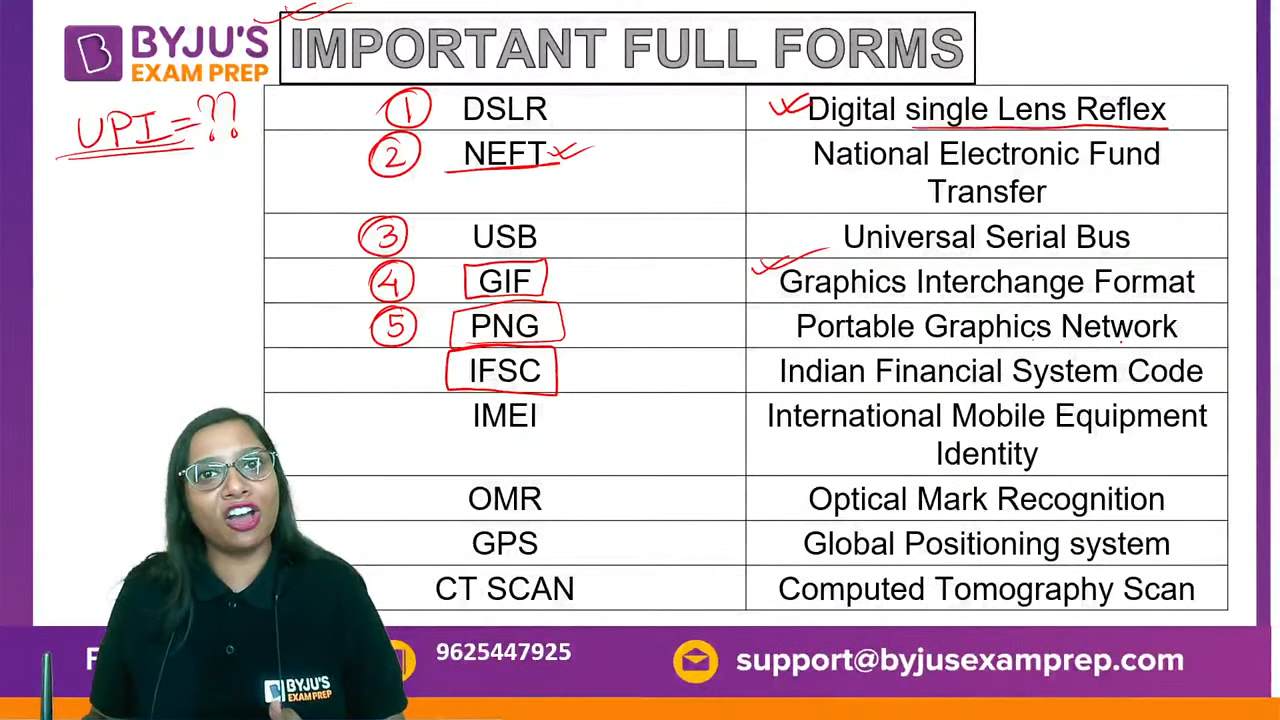 BYJU'S
EXAM PREP
IMPORTANT FULL FORMS
UPI = ??
1 DSLR Digital single Lens Reflex
2 NEFT National Electronic Fund
Transfer
3 USB Universal Serial Bus
4 GIF Graphics Interchange Format
5 PNG Portable Graphics Network
IFSC Indian Financial System Code
IMEI International Mobile Equipment
Identity
OMR Optical Mark Recognition
GPS Global Positioning system
CT SCAN Computed Tomography Scan
9625447925
support@byjusexamprep.com
BYJU'S
EXAM PREP